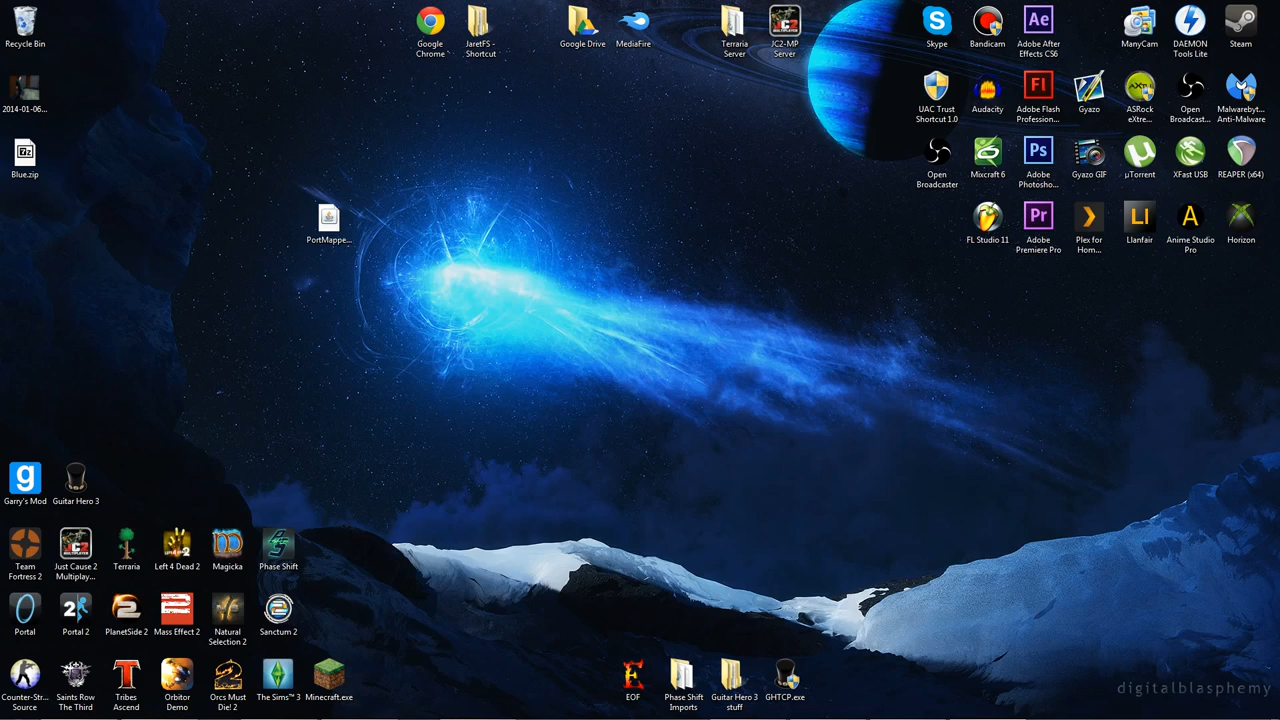 Recycle Bin
Google
Chrome
JaretFS -
Shortcut
Google Drive
MediaFire
Terraria
Server
JC2-MP
Server
Skype
Bandicam
Adobe After
Effects CS6
ManyCam
DAEMON
Tools Lite
Steam
2014-01-06...
UAC Trust
Shortcut 1.0
Audacity
Adobe Flash
Profession...
Gyazo
ASRock
eXtre...
Open
Broadcast...
Malwarebyt...
Anti-Malware
Blue.zip
Open
Broadcaster
Mixcraft 6
Adobe
Photosho...
Gyazo GIF
µTorrent
XFast USB
REAPER (x64)
PortMappe...
FL Studio 11
Adobe
Premiere Pro
Plex for
Hom...
Llanfair
Anime Studio
Pro
Horizon
Garry's Mod
Guitar Hero 3
Team
Fortress 2
Just Cause 2
Multiplay...
Terraria
Left 4 Dead 2
Magicka
Phase Shift
Portal
Portal 2
PlanetSide 2
Mass Effect 2
Natural
Selection 2
Sanctum 2
Counter-Str...
Source
Saints Row
The Third
Tribes
Ascend
Orbitor
Demo
Orcs Must
Die! 2
The Sims™ 3
Minecraft.exe
EOF
Phase Shift
Imports
Guitar Hero 3
stuff
GHTCP.exe
digitalblasphemy